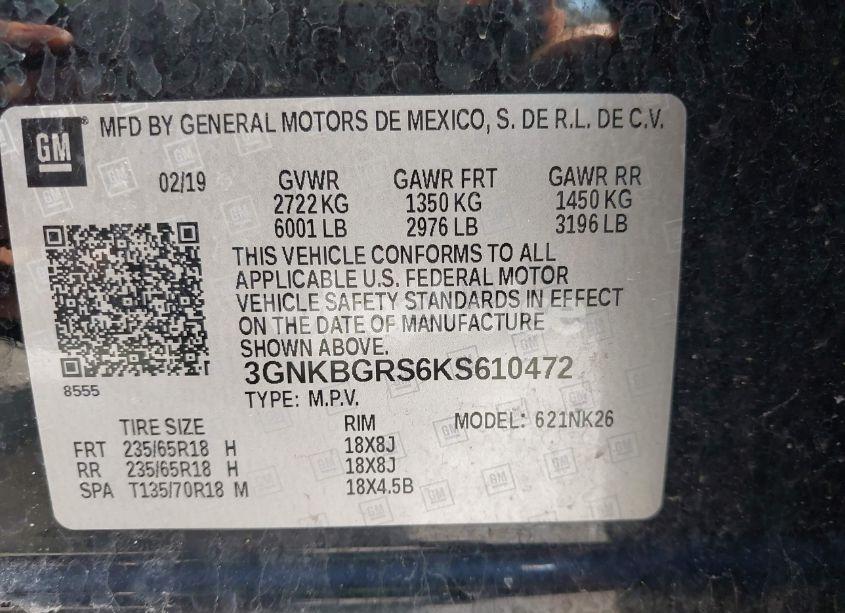 GM ® MFD BY GENERAL MOTORS DE MEXICO, S. DE R.L. DE C.V.
02/19 GVWR GAWR FRT GAWR RR
2722 KG 1350 KG 1450 KG
6001 LB 2976 LB 3196 LB
THIS VEHICLE CONFORMS TO ALL
APPLICABLE U.S. FEDERAL MOTOR
VEHICLE SAFETY STANDARDS IN EFFECT
ON THE DATE OF MANUFACTURE
SHOWN ABOVE.
8555
3GNKBGRS6KS610472
TYPE: M.P.V.
TIRE SIZE RIM MODEL: 621NK26
FRT 235/65R18 H 18X8J
RR 235/65R18 H 18X8J
SPA T135/70R18 M 18X4.5B